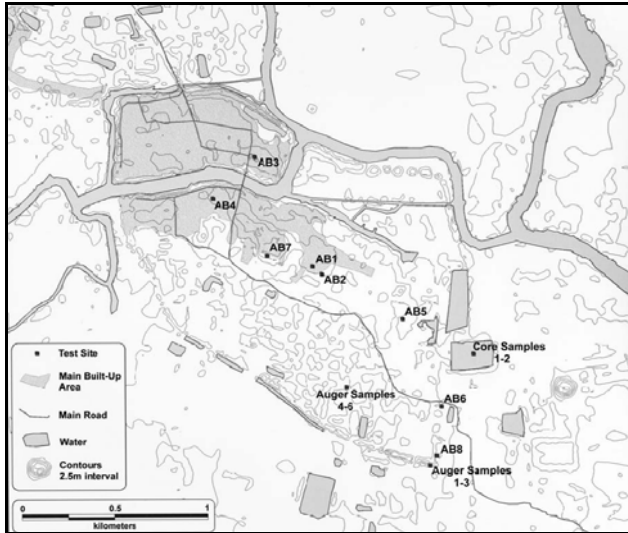 AB3
AB4
AB7
AB1
AB2
AB5
Core Samples
1-2
Auger Samples
4-6
AB6
AB8
Auger Samples
1-3
Test Site
Main Built-Up
Area
Main Road
Water
Contours
2.5m interval
0 0.5 1
kilometers